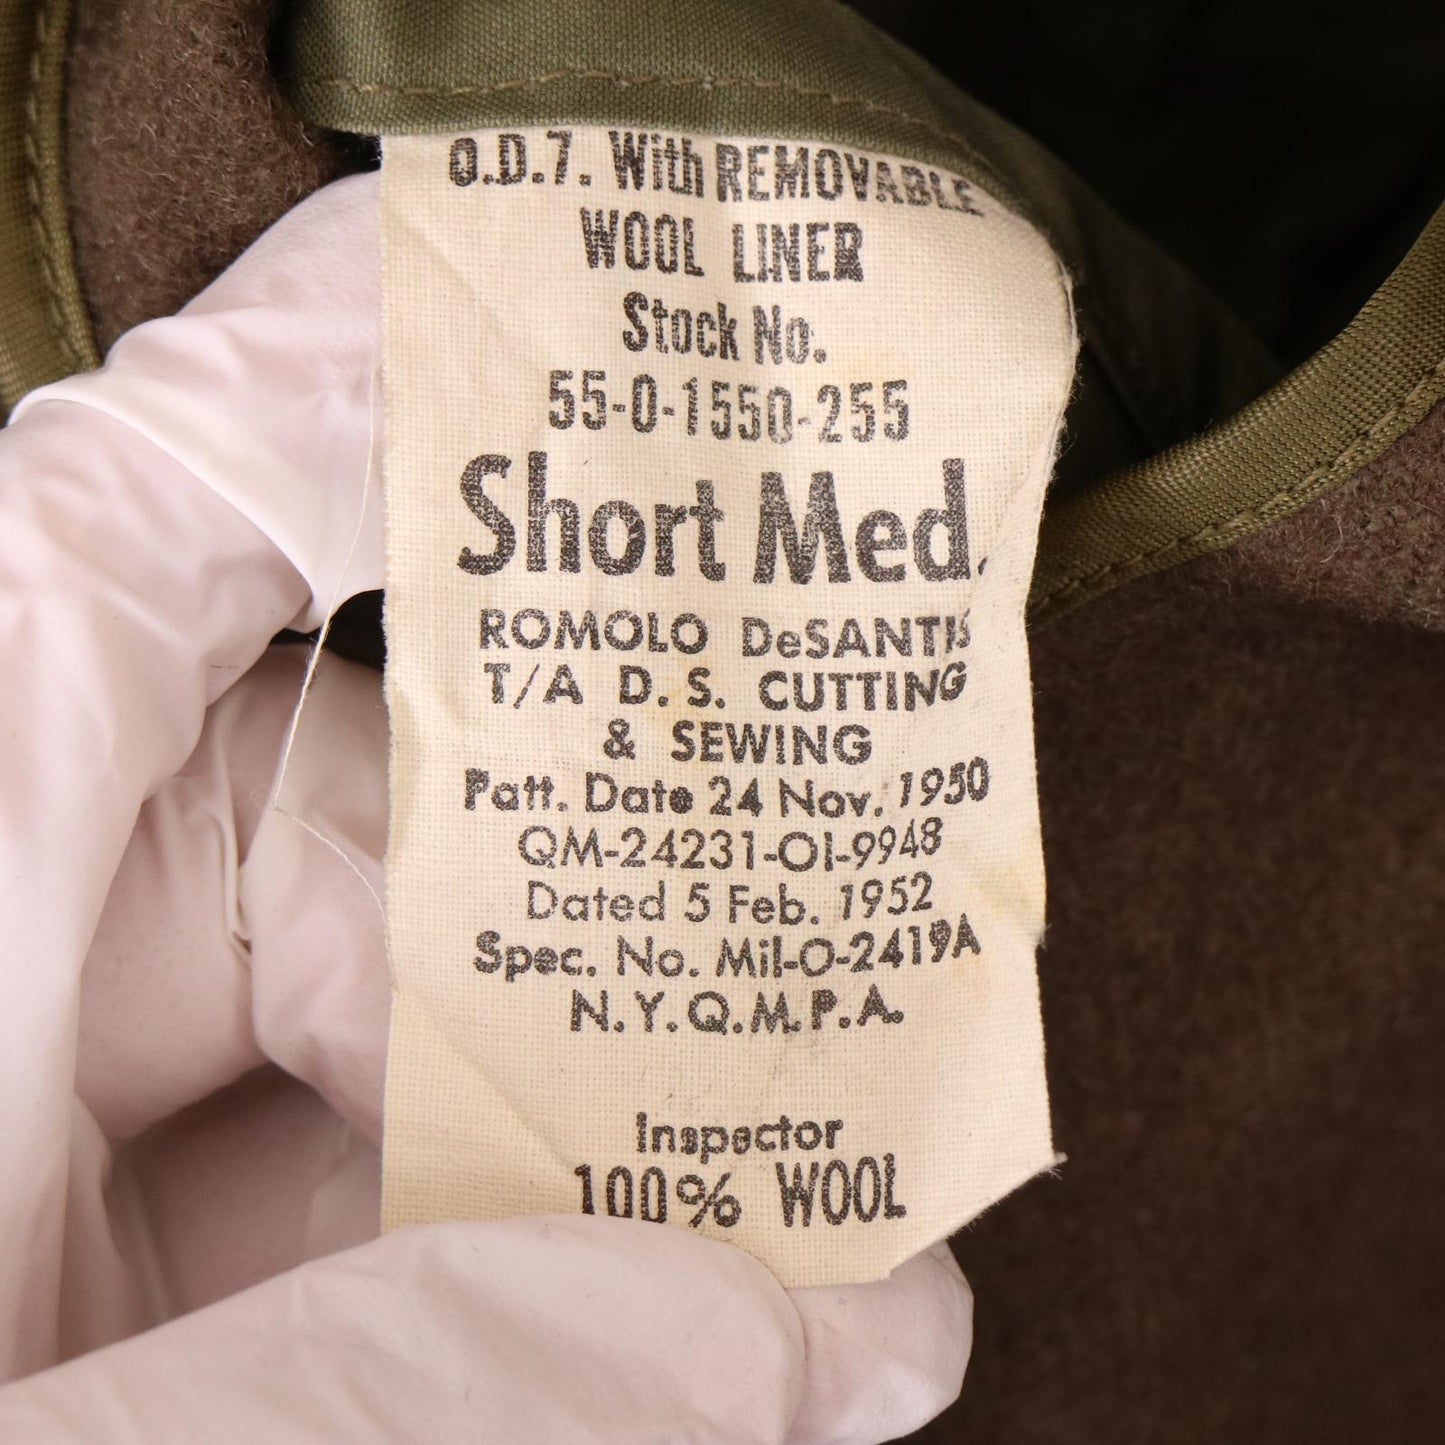 O.D.7. With REMOVABLE
WOOL LINER
Stock No.
55-0-1550-255
Short Med.
ROMOLO DeSANTIS
T/A D.S. CUTTING
& SEWING
Patt. Date 24 Nov. 1950
QM-24231-OI-9948
Dated 5 Feb. 1952
Spec. No. Mil-O-2419A
N.Y.Q.M.P.A.
Inspector
100% WOOL